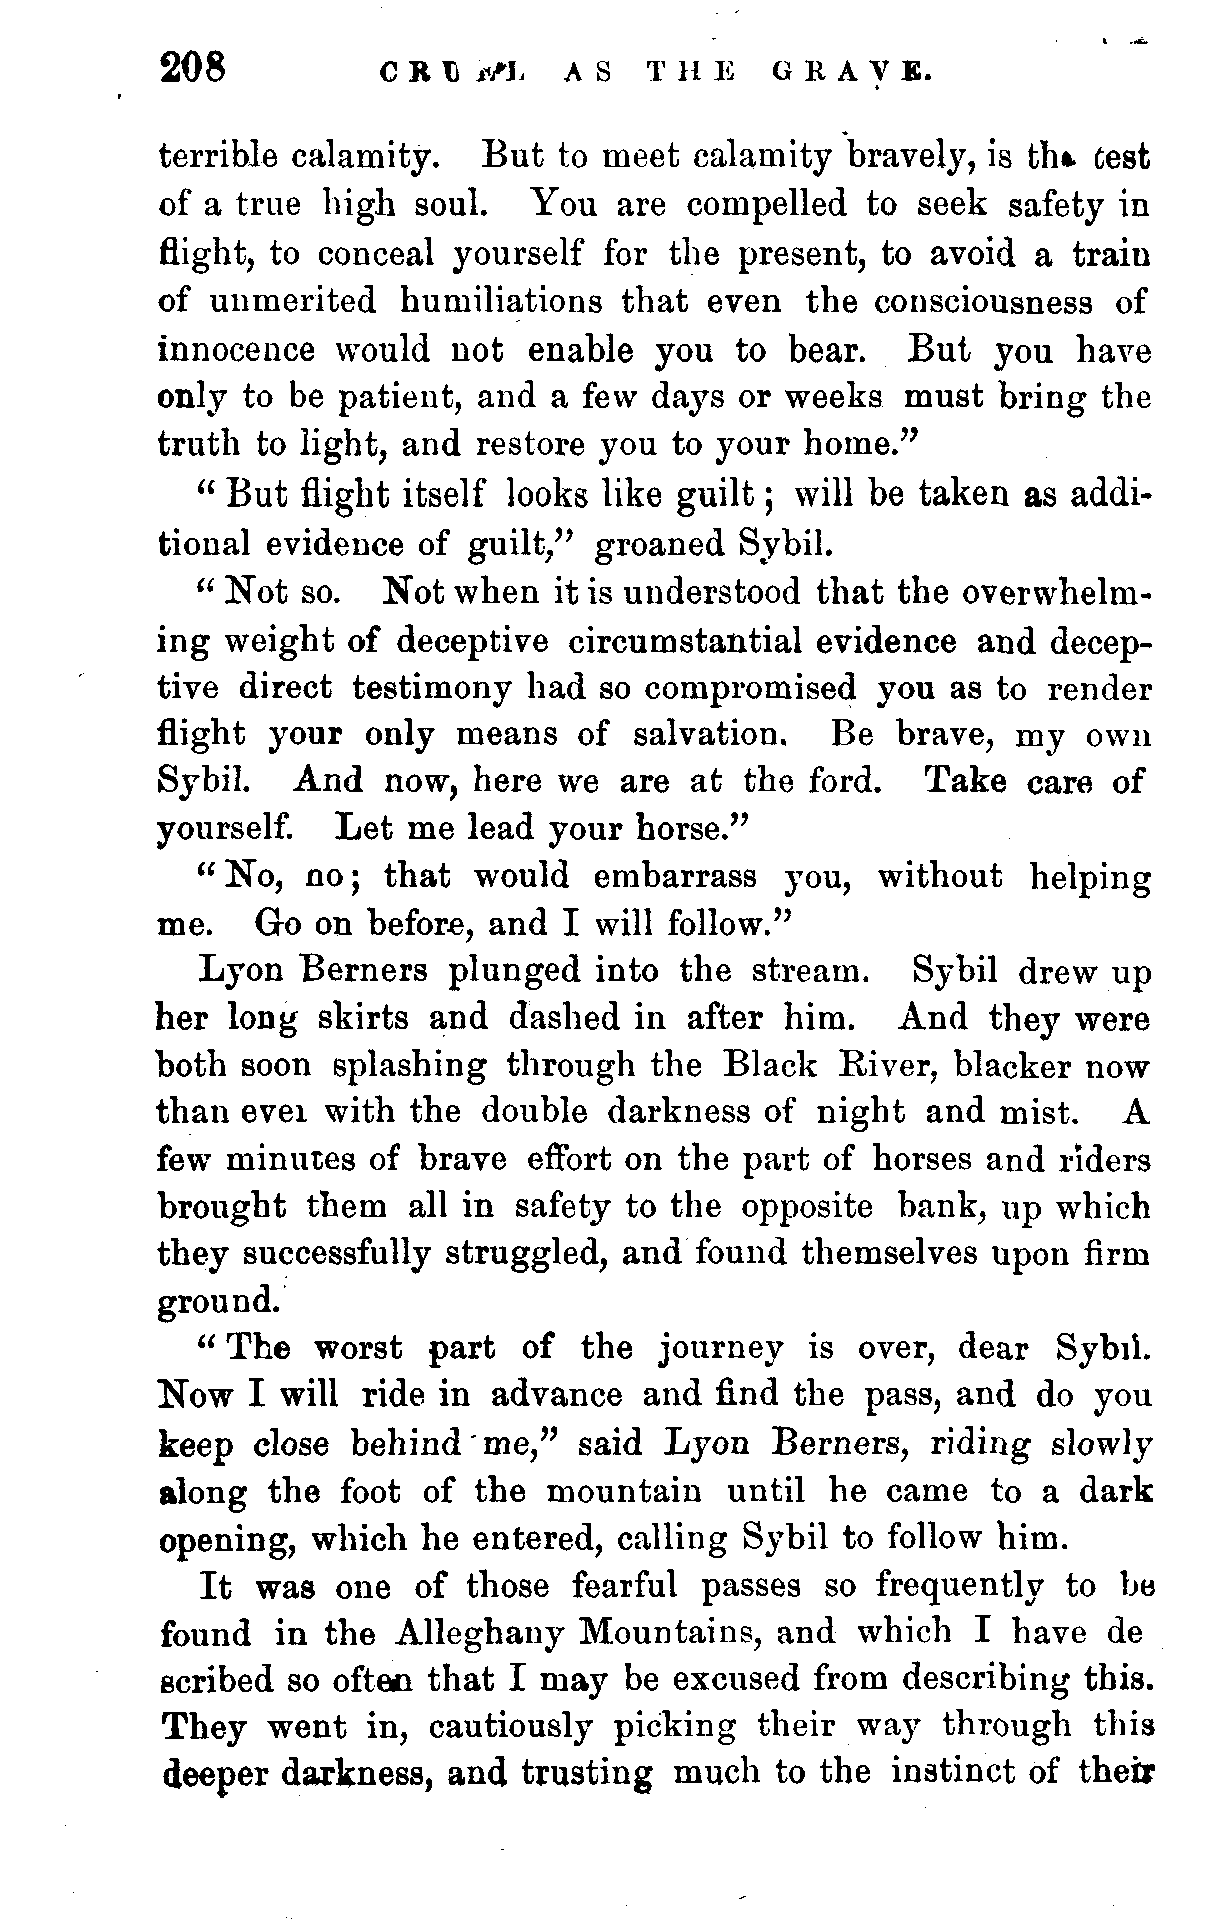 208 CRUEL AS THE GRAVE.
terrible calamity. But to meet calamity bravely, is the test
of a true high soul. You are compelled to seek safety in
flight, to conceal yourself for the present, to avoid a train
of unmerited humiliations that even the consciousness of
innocence would not enable you to bear. But you have
only to be patient, and a few days or weeks must bring the
truth to light, and restore you to your home.”
“But flight itself looks like guilt; will be taken as addi-
tional evidence of guilt,” groaned Sybil.
“Not so. Not when it is understood that the overwhelm-
ing weight of deceptive circumstantial evidence and decep-
tive direct testimony had so compromised you as to render
flight your only means of salvation. Be brave, my own
Sybil. And now, here we are at the ford. Take care of
yourself. Let me lead your horse.”
“No, no; that would embarrass you, without helping
me. Go on before, and I will follow.”
Lyon Berners plunged into the stream. Sybil drew up
her long skirts and dashed in after him. And they were
both soon splashing through the Black River, blacker now
than ever with the double darkness of night and mist. A
few minutes of brave effort on the part of horses and riders
brought them all in safety to the opposite bank, up which
they successfully struggled, and found themselves upon firm
ground.
“The worst part of the journey is over, dear Sybil.
Now I will ride in advance and find the pass, and do you
keep close behind me,” said Lyon Berners, riding slowly
along the foot of the mountain until he came to a dark
opening, which he entered, calling Sybil to follow him.
It was one of those fearful passes so frequently to be
found in the Alleghany Mountains, and which I have de
scribed so often that I may be excused from describing this.
They went in, cautiously picking their way through this
deeper darkness, and trusting much to the instinct of their